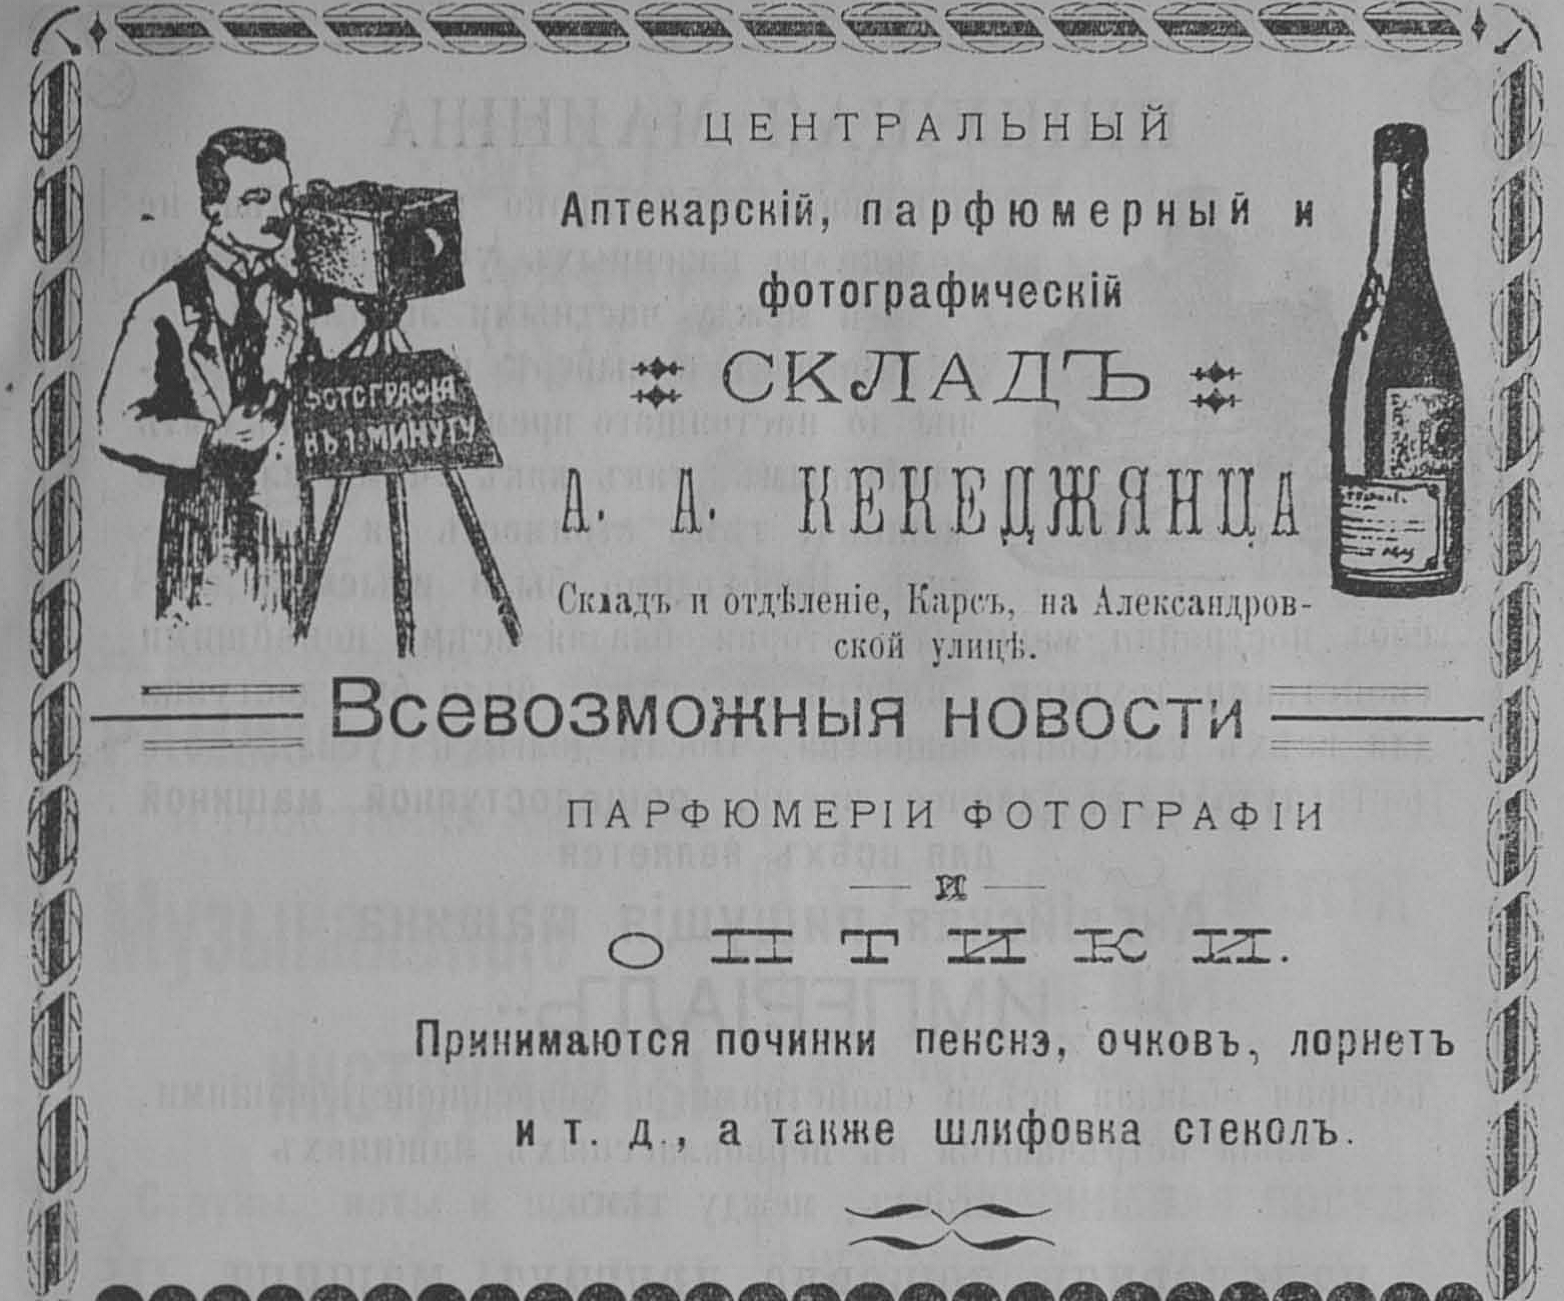 ЦЕНТРАЛЬНЫЙ
Аптекарскій, парфюмерный и
фотографическій
СКЛАДЪ
А. А. КЕКЕДЖЯНЦА
ФОТОГРАФІЯ
ВЪ 1 МИНУТУ
Складъ и отдѣленіе, Карсъ, на Александров-
ской улицѣ.
Всевозможныя новости
ПАРФЮМЕРІИ ФОТОГРАФІИ
И
ОПТИКИ.
Принимаются починки пенснэ, очковъ, лорнетъ
и т. д., а также шлифовка стеколъ.